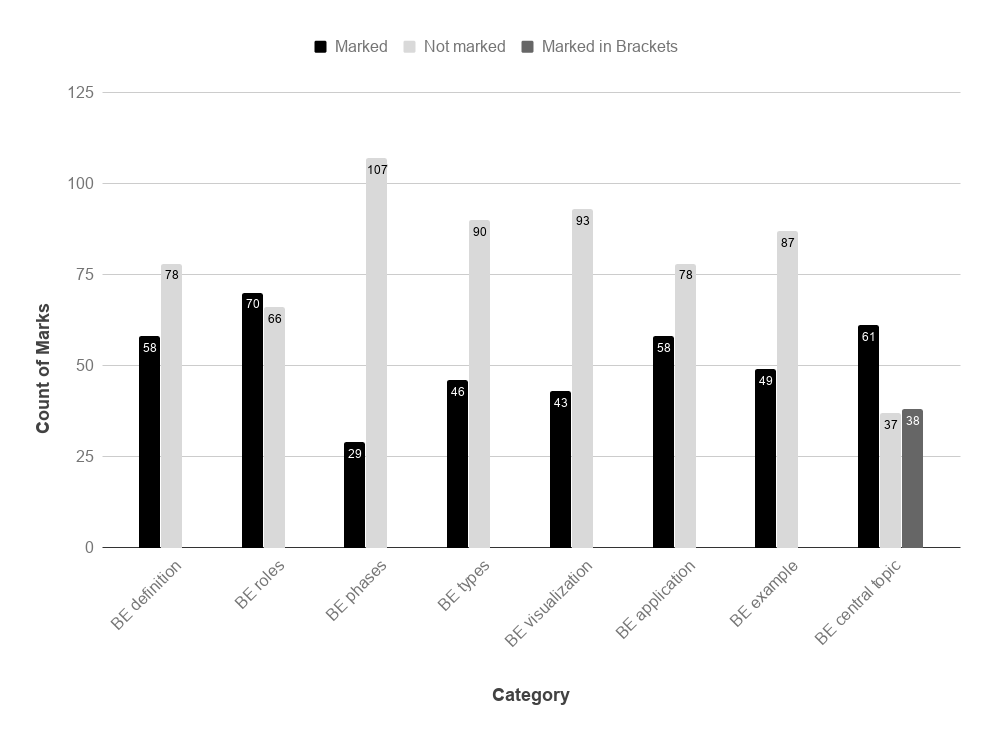 Marked Not marked Marked in Brackets
125
100
75
50
25
0
Count of Marks
58 78
70 66
29 107
46 90
43 93
58 78
49 87
61 37 38
BE definition
BE roles
BE phases
BE types
BE visualization
BE application
BE example
BE central topic
Category